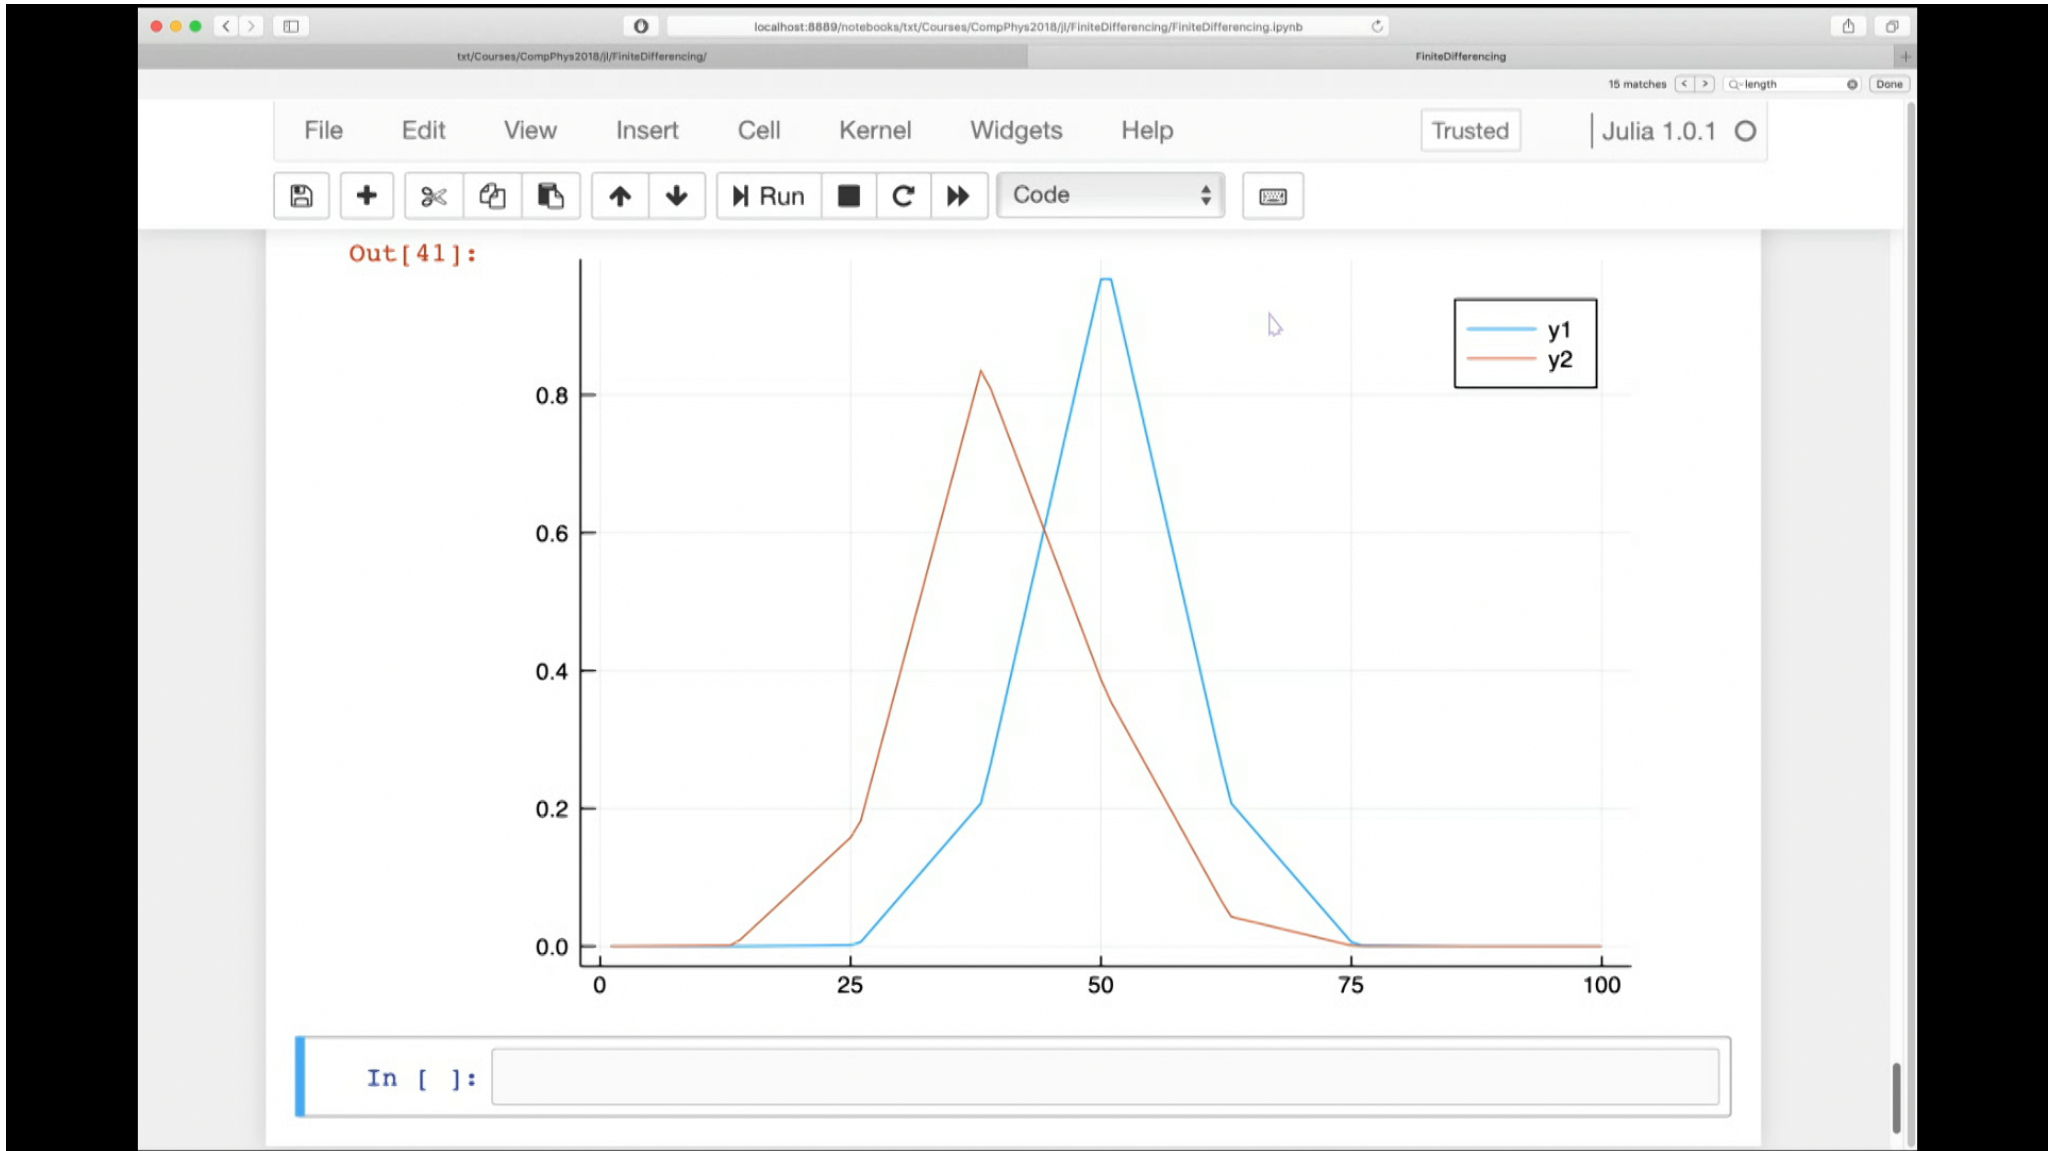 localhost:8889/notebooks/txt/Courses/CompPhys2018/jl/FiniteDifferencing/FiniteDifferencing.ipynb
txt/Courses/CompPhys2018/jl/FiniteDifferencing/ FiniteDifferencing
15 matches length Done
File Edit View Insert Cell Kernel Widgets Help Trusted Julia 1.0.1
Run Code
Out[41]:
y1
y2
0.8
0.6
0.4
0.2
0.0
0 25 50 75 100
In [ ]: